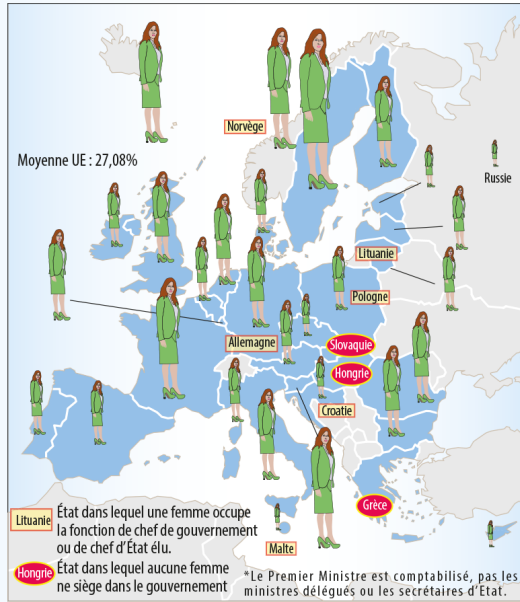 Norvège
Moyenne UE : 27,08%
Russie
Lituanie
Pologne
Allemagne
Slovaquie
Hongrie
Croatie
Grèce
Malte
Lituanie
État dans lequel une femme occupe
la fonction de chef de gouvernement
ou de chef d’État élu.
Hongrie
État dans lequel aucune femme
ne siège dans le gouvernement
*Le Premier Ministre est comptabilisé, pas les
ministres délégués ou les secrétaires d'Etat.